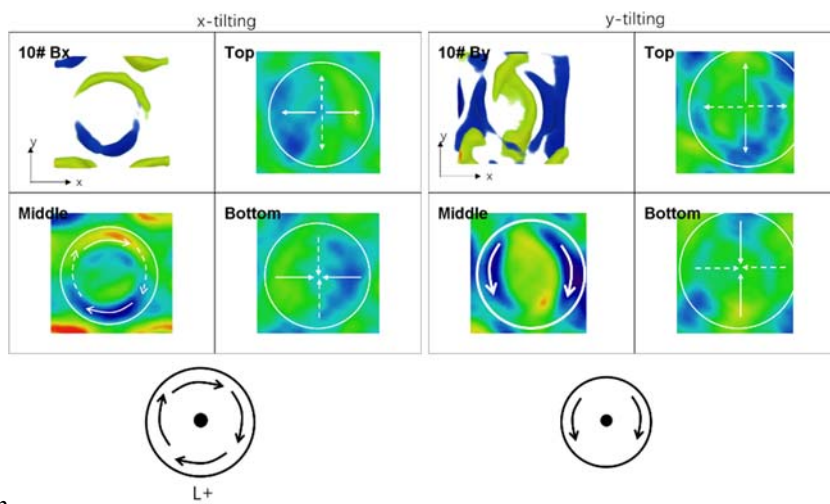 x-tilting
y-tilting
10# Bx
Top
10# By
Top
y
x
y
x
Middle
Bottom
Middle
Bottom
L+